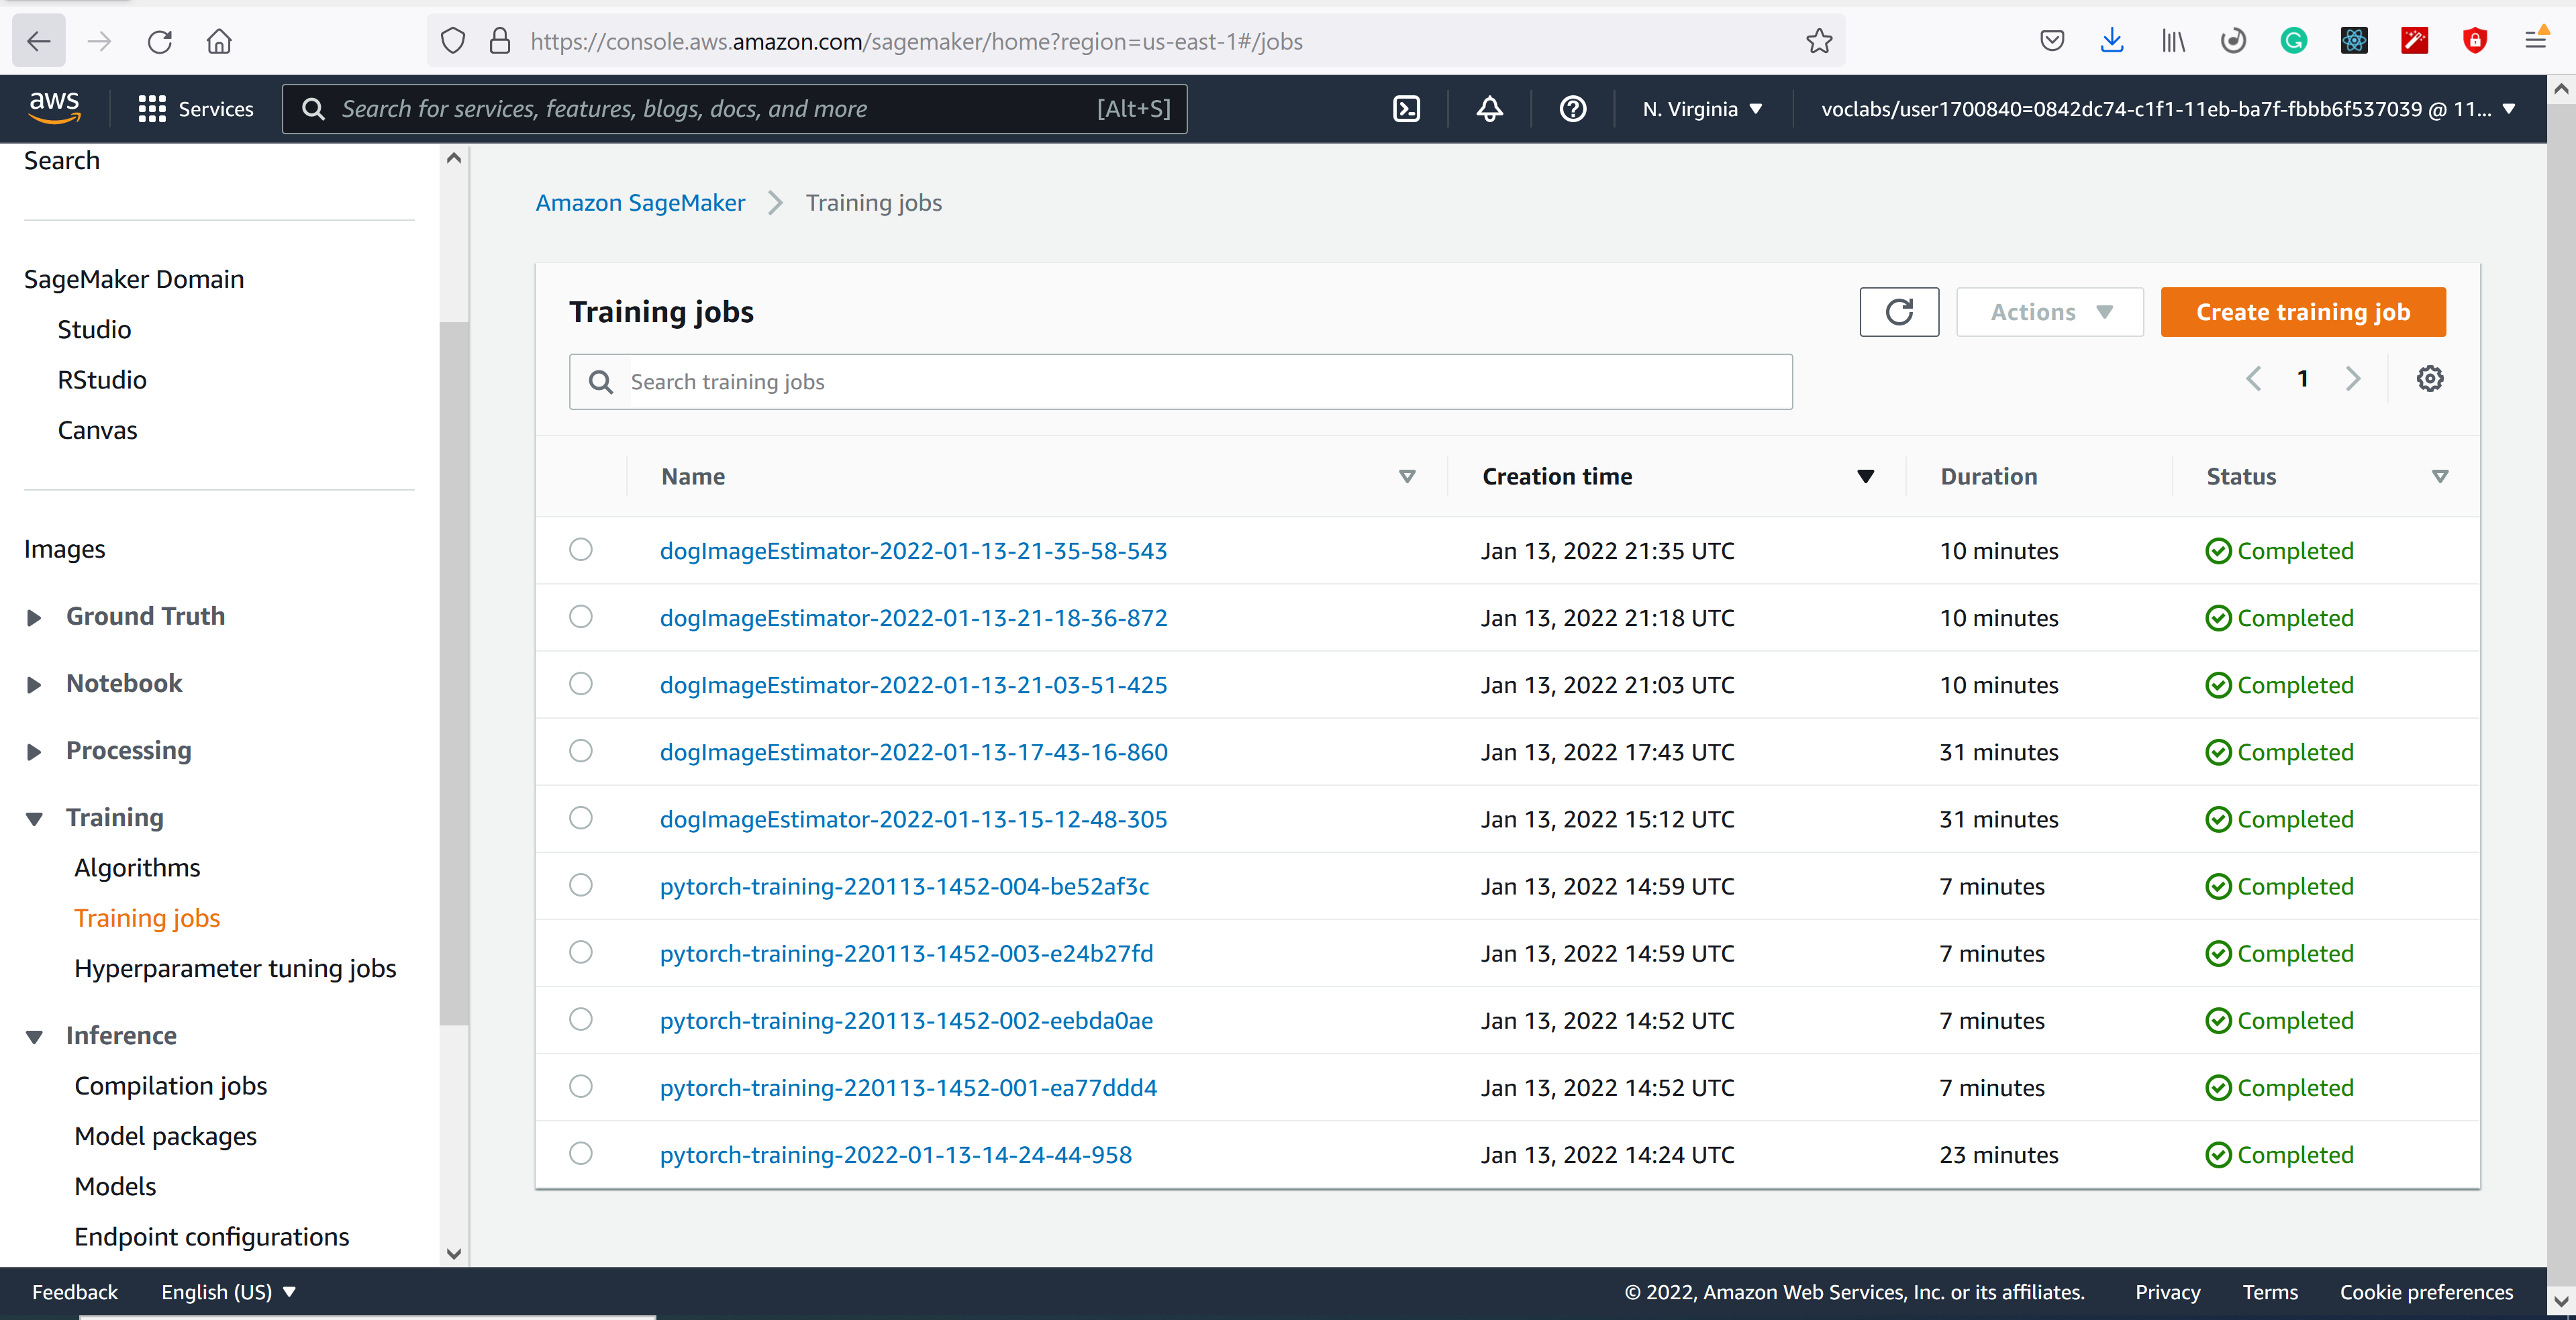 https://console.aws.amazon.com/sagemaker/home?region=us-east-1#/jobs
aws
Services
Search for services, features, blogs, docs, and more [Alt+S]
N. Virginia
voclabs/user1700840=0842dc74-c1f1-11eb-ba7f-fbbb6f537039 @ 11...
Search
SageMaker Domain
Studio
RStudio
Canvas
Images
Ground Truth
Notebook
Processing
Training
Algorithms
Training jobs
Hyperparameter tuning jobs
Inference
Compilation jobs
Model packages
Models
Endpoint configurations
Amazon SageMaker > Training jobs
Training jobs
Actions
Create training job
Search training jobs
1
Name Creation time Duration Status
dogImageEstimator-2022-01-13-21-35-58-543 Jan 13, 2022 21:35 UTC 10 minutes Completed
dogImageEstimator-2022-01-13-21-18-36-872 Jan 13, 2022 21:18 UTC 10 minutes Completed
dogImageEstimator-2022-01-13-21-03-51-425 Jan 13, 2022 21:03 UTC 10 minutes Completed
dogImageEstimator-2022-01-13-17-43-16-860 Jan 13, 2022 17:43 UTC 31 minutes Completed
dogImageEstimator-2022-01-13-15-12-48-305 Jan 13, 2022 15:12 UTC 31 minutes Completed
pytorch-training-220113-1452-004-be52af3c Jan 13, 2022 14:59 UTC 7 minutes Completed
pytorch-training-220113-1452-003-e24b27fd Jan 13, 2022 14:59 UTC 7 minutes Completed
pytorch-training-220113-1452-002-eebda0ae Jan 13, 2022 14:52 UTC 7 minutes Completed
pytorch-training-220113-1452-001-ea77ddd4 Jan 13, 2022 14:52 UTC 7 minutes Completed
pytorch-training-2022-01-13-14-24-44-958 Jan 13, 2022 14:24 UTC 23 minutes Completed
Feedback
English (US)
© 2022, Amazon Web Services, Inc. or its affiliates.
Privacy
Terms
Cookie preferences